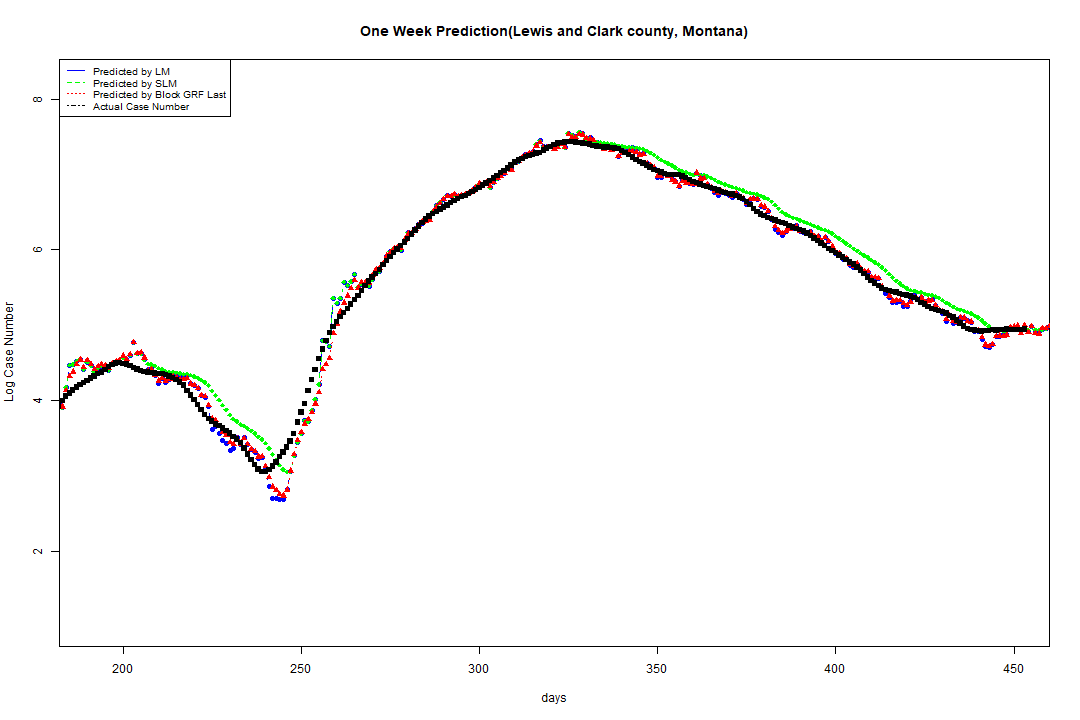 One Week Prediction(Lewis and Clark county, Montana)
Predicted by LM
Predicted by SLM
Predicted by Block GRF Last
Actual Case Number
8
6
4
2
Log Case Number
200 250 300 350 400 450
days